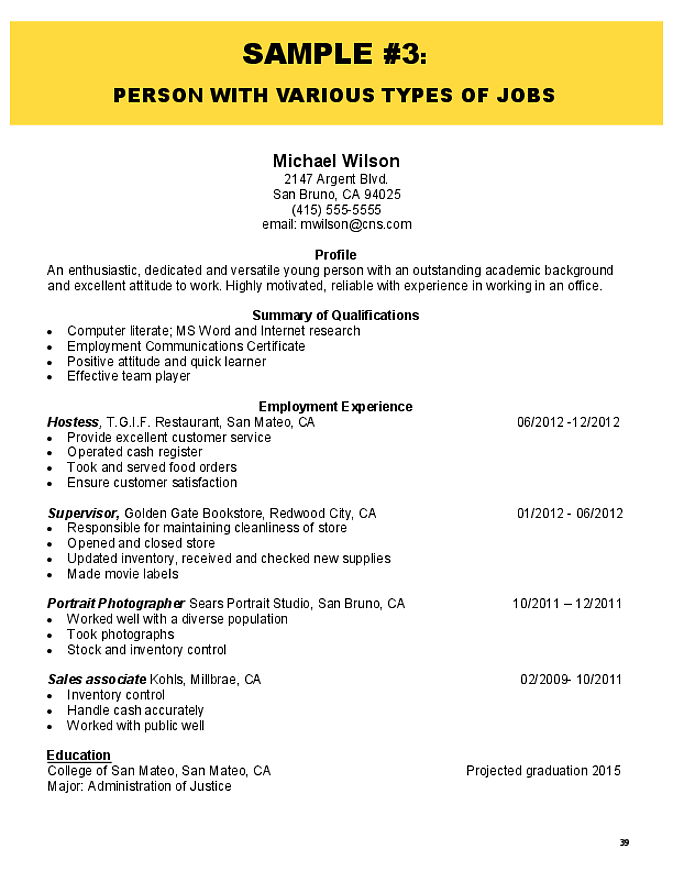 SAMPLE #3:
PERSON WITH VARIOUS TYPES OF JOBS
Michael Wilson
2147 Argent Blvd.
San Bruno, CA 94025
(415) 555-5555
email: mwilson@cns.com
Profile
An enthusiastic, dedicated and versatile young person with an outstanding academic background
and excellent attitude to work. Highly motivated, reliable with experience in working in an office.
Summary of Qualifications
• Computer literate; MS Word and Internet research
• Employment Communications Certificate
• Positive attitude and quick learner
• Effective team player
Employment Experience
Hostess, T.G.I.F. Restaurant, San Mateo, CA 06/2012 -12/2012
• Provide excellent customer service
• Operated cash register
• Took and served food orders
• Ensure customer satisfaction
Supervisor, Golden Gate Bookstore, Redwood City, CA 01/2012 - 06/2012
• Responsible for maintaining cleanliness of store
• Opened and closed store
• Updated inventory, received and checked new supplies
• Made movie labels
Portrait Photographer Sears Portrait Studio, San Bruno, CA 10/2011 – 12/2011
• Worked well with a diverse population
• Took photographs
• Stock and inventory control
Sales associate Kohls, Millbrae, CA 02/2009- 10/2011
• Inventory control
• Handle cash accurately
• Worked with public well
Education
College of San Mateo, San Mateo, CA Projected graduation 2015
Major: Administration of Justice
39